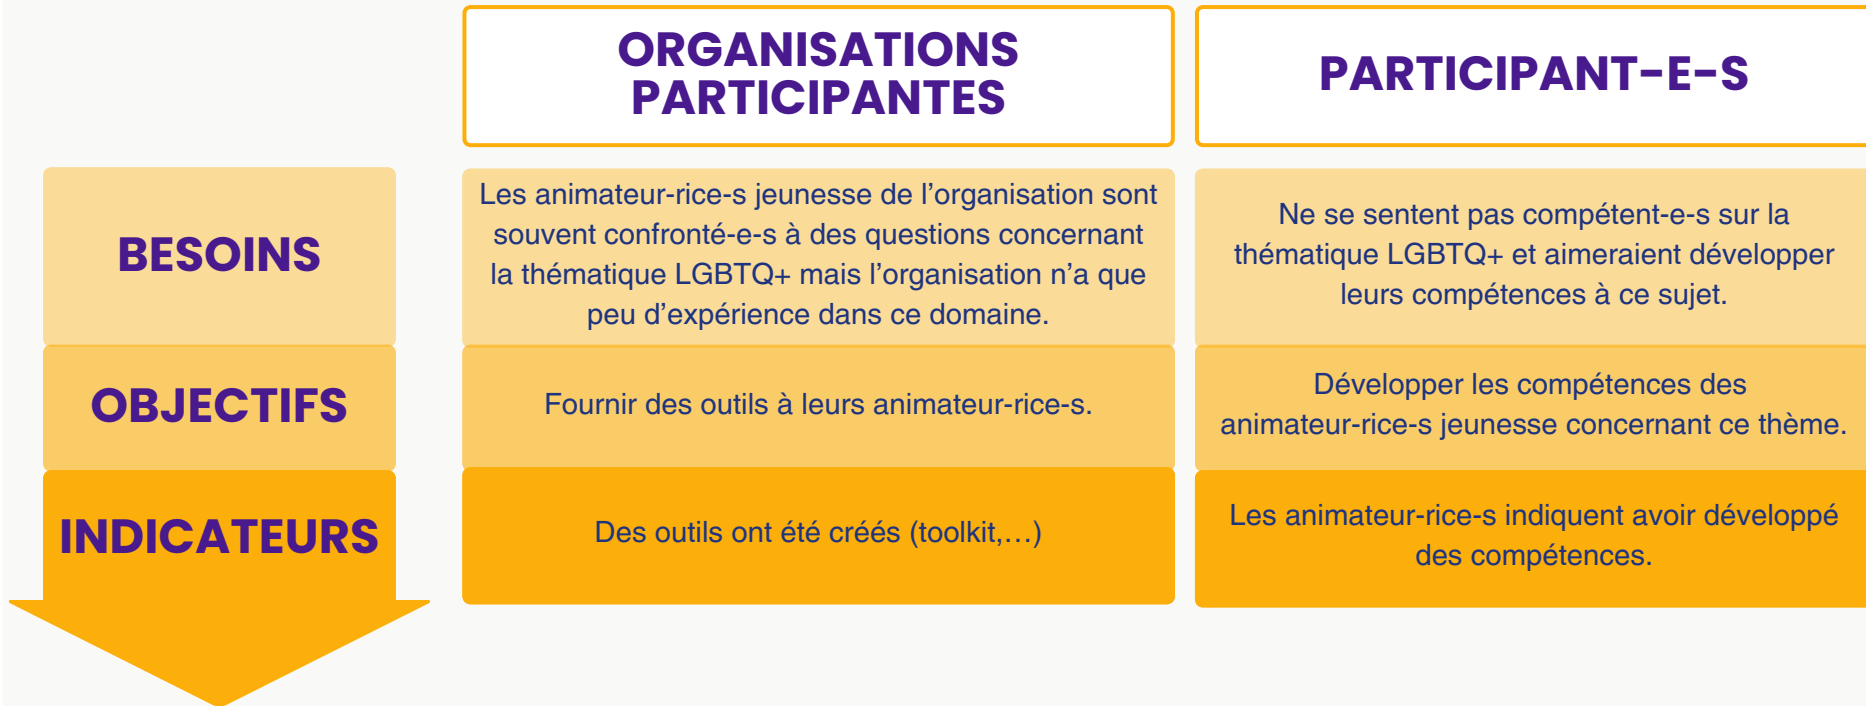 ORGANISATIONS
PARTICIPANTES
PARTICIPANT-E-S
BESOINS
Les animateur-rice-s jeunesse de l’organisation sont
souvent confronté-e-s à des questions concernant
la thématique LGBTQ+ mais l’organisation n’a que
peu d’expérience dans ce domaine.
Ne se sentent pas compétent-e-s sur la
thématique LGBTQ+ et aimeraient développer
leurs compétences à ce sujet.
OBJECTIFS
Fournir des outils à leurs animateur-rice-s.
Développer les compétences des
animateur-rice-s jeunesse concernant ce thème.
INDICATEURS
Des outils ont été créés (toolkit,…)
Les animateur-rice-s indiquent avoir développé
des compétences.